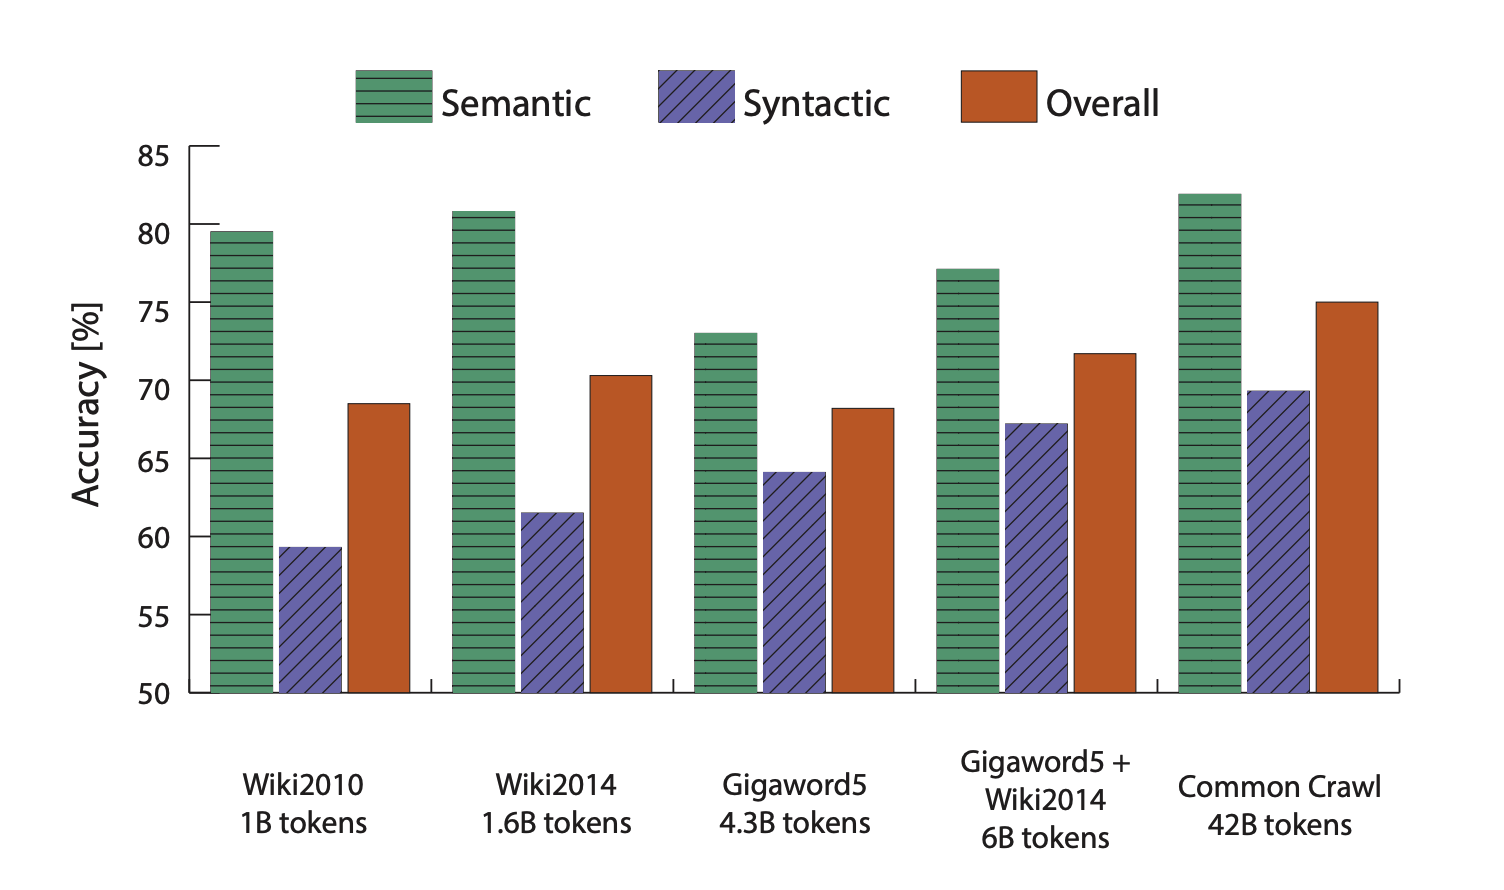 Semantic Syntactic Overall
85
80
75
70
65
60
55
50
Accuracy [%]
Wiki2010
1B tokens
Wiki2014
1.6B tokens
Gigaword5
4.3B tokens
Gigaword5 +
Wiki2014
6B tokens
Common Crawl
42B tokens